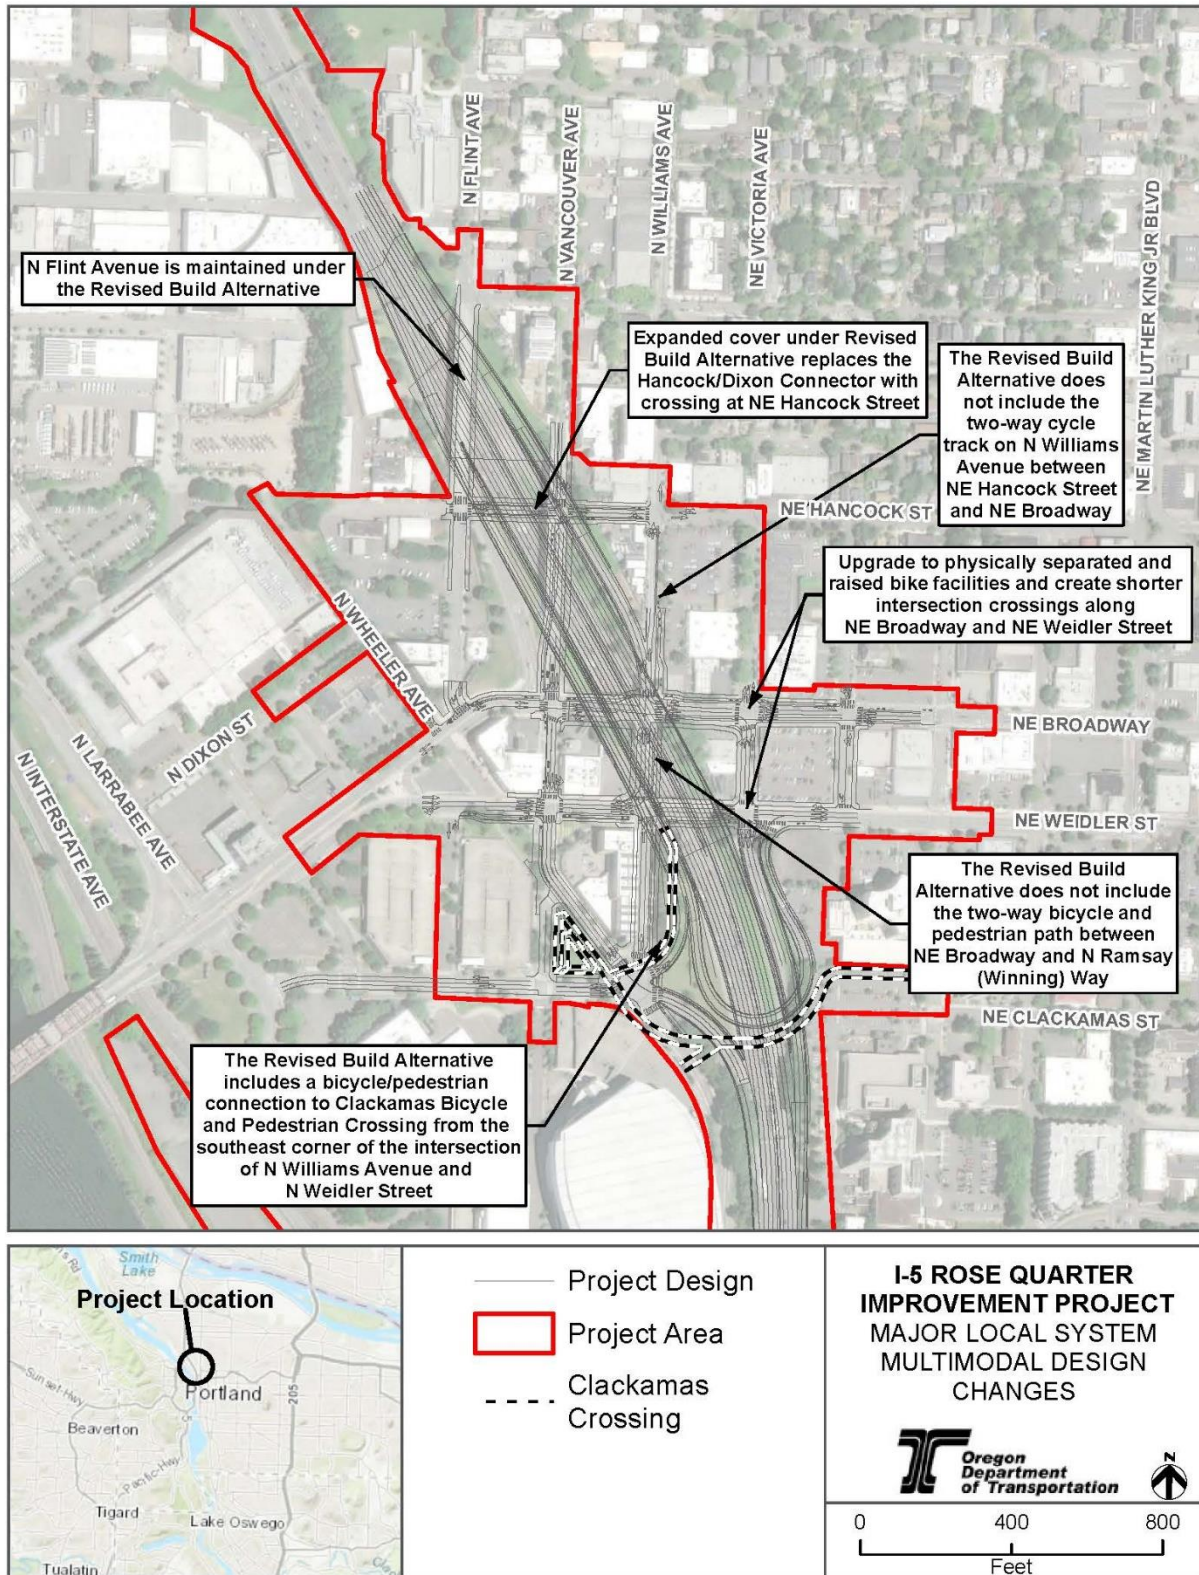 N FLINT AVE
N VANCOUVER AVE
N WILLIAMS AVE
NE VICTORIA AVE
NE MARTIN LUTHER KING JR BLVD
N Flint Avenue is maintained under
the Revised Build Alternative
Expanded cover under Revised
Build Alternative replaces the
Hancock/Dixon Connector with
crossing at NE Hancock Street
The Revised Build
Alternative does
not include the
two-way cycle
track on N Williams
Avenue between
NE Hancock Street
and NE Broadway
NE HANCOCK ST
Upgrade to physically separated and
raised bike facilities and create shorter
intersection crossings along
NE Broadway and NE Weidler Street
N WHEELER AVE
N DIXON ST
N LARRABEE AVE
N INTERSTATE AVE
NE BROADWAY
NE WEIDLER ST
The Revised Build
Alternative does not include
the two-way bicycle and
pedestrian path between
NE Broadway and N Ramsay
(Winning) Way
NE CLACKAMAS ST
The Revised Build Alternative
includes a bicycle/pedestrian
connection to Clackamas Bicycle
and Pedestrian Crossing from the
southeast corner of the intersection
of N Williams Avenue and
N Weidler Street
Smith
Lake
Project Location
Portland
Sunset-Hwy
205
5
Beaverton
Pacific-Hwy
Tigard
Lake Oswego
Tualatin
Project Design
Project Area
Clackamas
Crossing
I-5 ROSE QUARTER
IMPROVEMENT PROJECT
MAJOR LOCAL SYSTEM
MULTIMODAL DESIGN
CHANGES
Oregon
Department
of Transportation
N
0 400 800
Feet